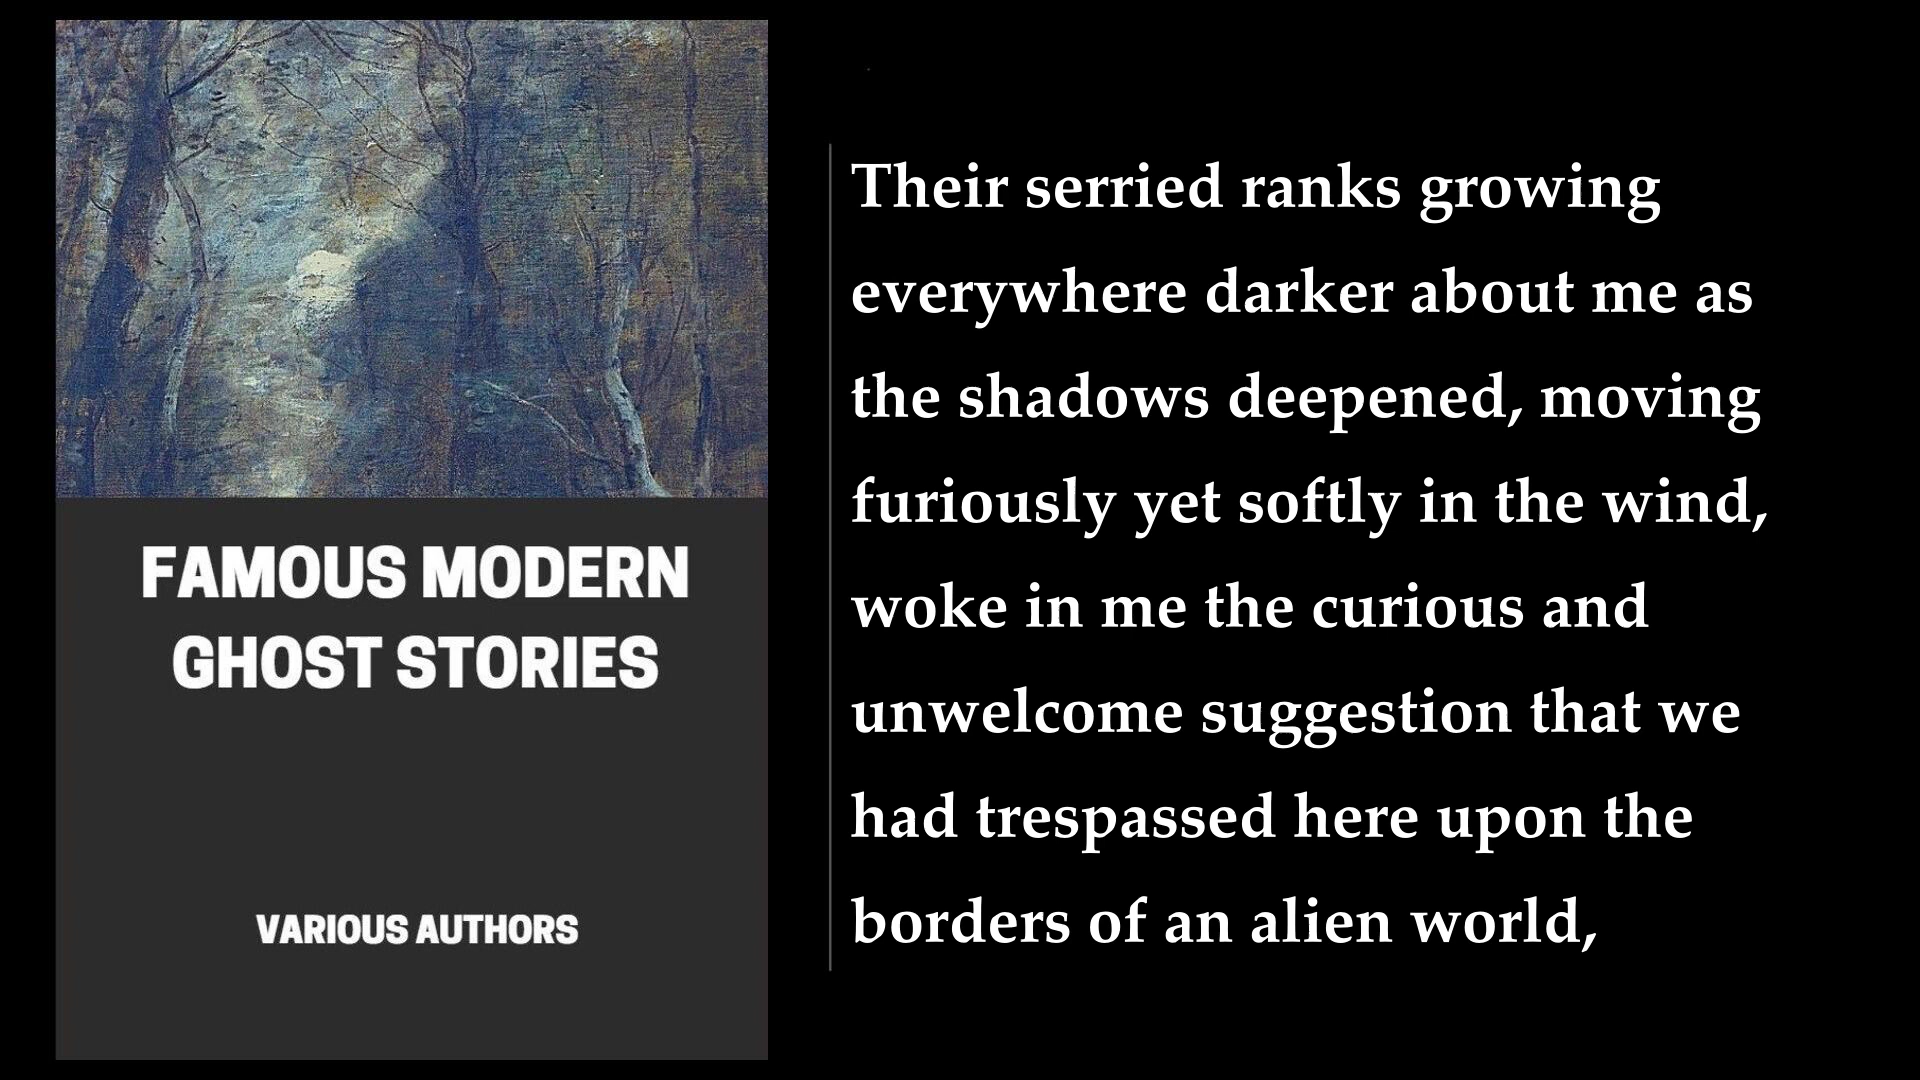 FAMOUS MODERN
GHOST STORIES
VARIOUS AUTHORS
Their serried ranks growing
everywhere darker about me as
the shadows deepened, moving
furiously yet softly in the wind,
woke in me the curious and
unwelcome suggestion that we
had trespassed here upon the
borders of an alien world,